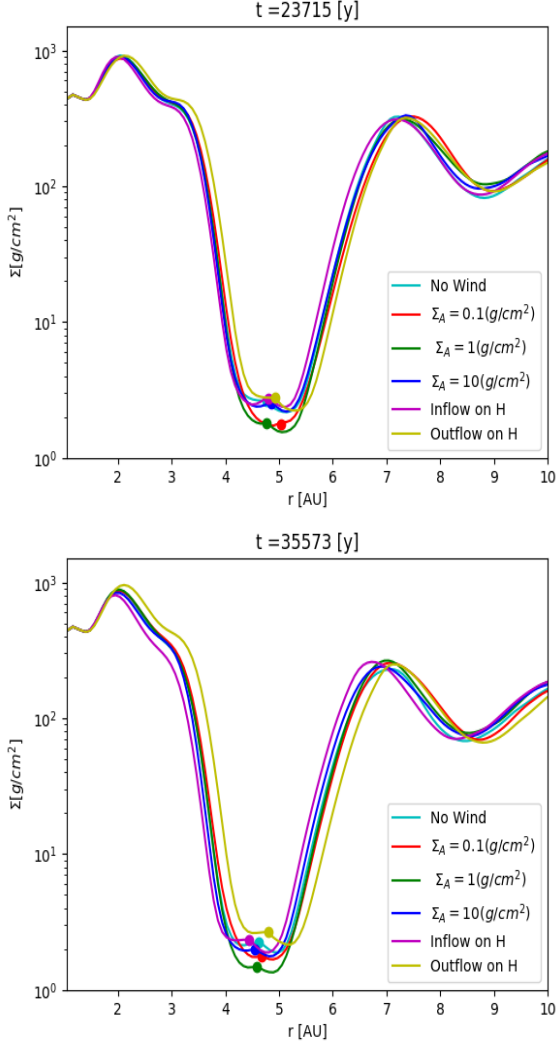 t =23715 [y]
10³
10²
10¹
10⁰
Σ[g/cm²]
No Wind
Σ_A = 0.1(g/cm²)
Σ_A = 1(g/cm²)
Σ_A = 10(g/cm²)
Inflow on H
Outflow on H
2 3 4 5 6 7 8 9 10
r [AU]
t =35573 [y]
10³
10²
10¹
10⁰
Σ[g/cm²]
No Wind
Σ_A = 0.1(g/cm²)
Σ_A = 1(g/cm²)
Σ_A = 10(g/cm²)
Inflow on H
Outflow on H
2 3 4 5 6 7 8 9 10
r [AU]